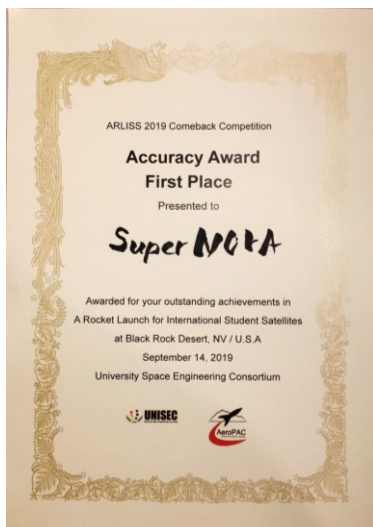 ARLISS 2019 Comeback Competition
Accuracy Award
First Place
Presented to
Super NOVA
Awarded for your outstanding achievements in
A Rocket Launch for International Student Satellites
at Black Rock Desert, NV / U.S.A
September 14, 2019
University Space Engineering Consortium
UNISEC
AeroPAC